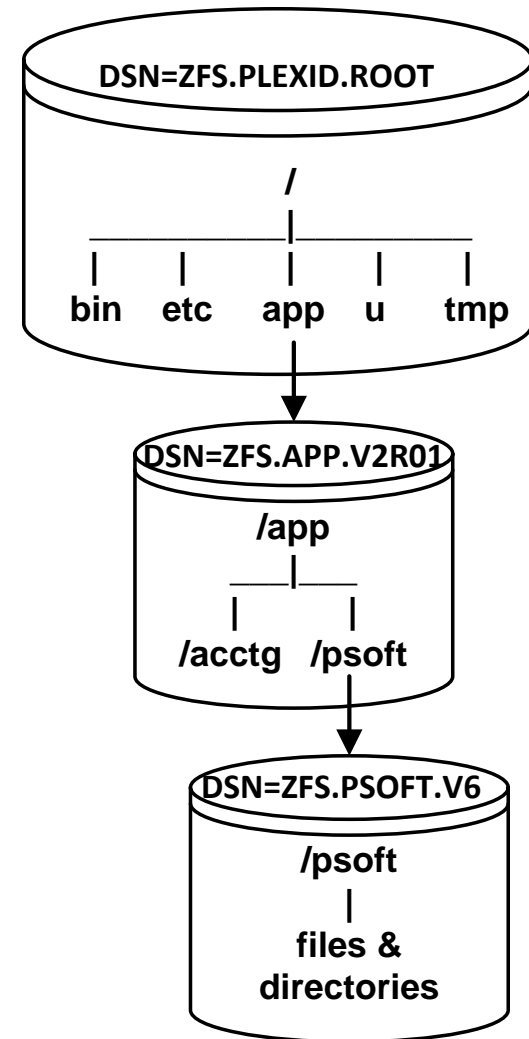 DSN=ZFS.PLEXID.ROOT
/
bin etc app u tmp
DSN=ZFS.APP.V2R01
/app
/acctg /psoft
DSN=ZFS.PSOFT.V6
/psoft
files &
directories